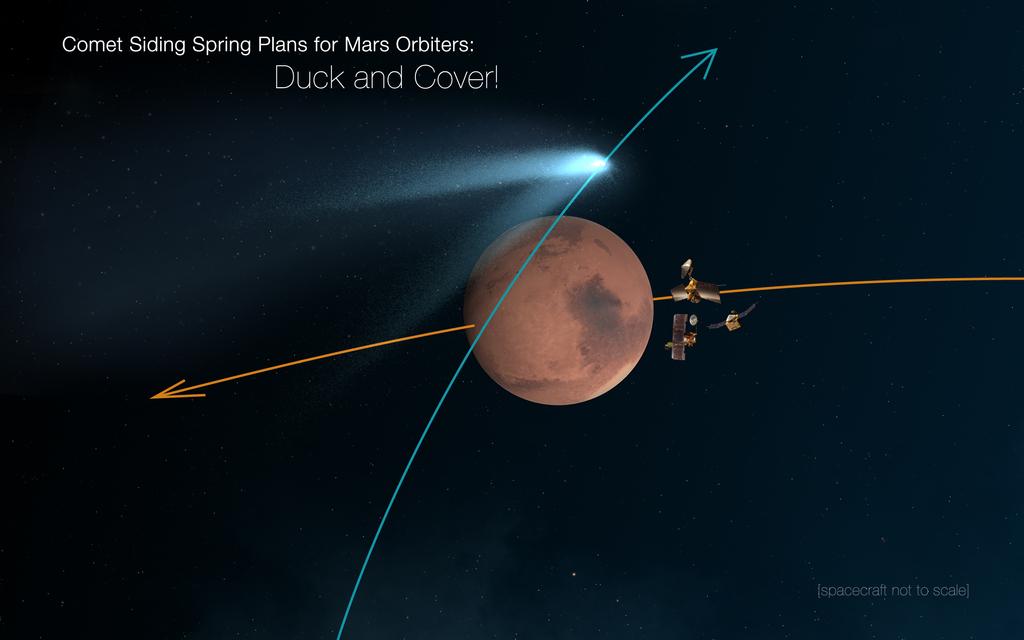 Comet Siding Spring Plans for Mars Orbiters:
Duck and Cover!
[spacecraft not to scale]